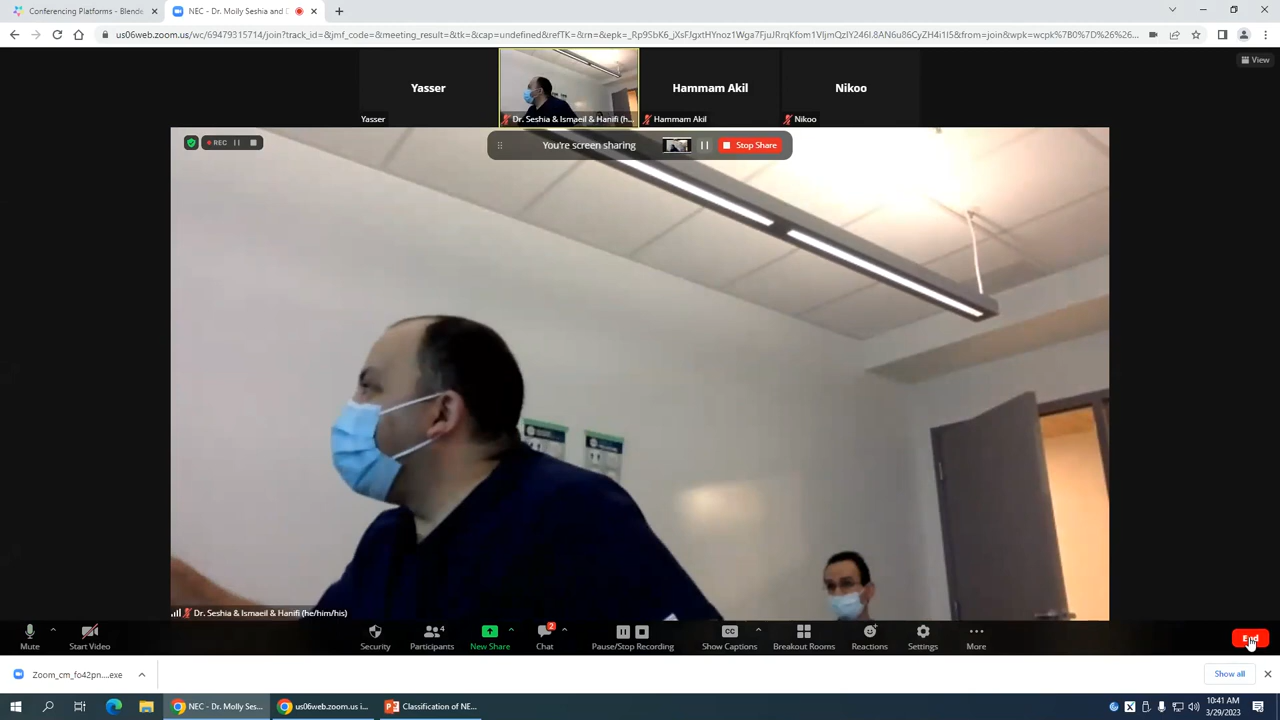 Conferencing Platforms - Blende
NEC - Dr. Molly Seshia and C
Yasser
Yasser
Dr. Seshia & Ismaeil & Hanifi (h...
Hammam Akil
Hammam Akil
Nikoo
Nikoo
View
REC
You're screen sharing
Stop Share
Dr. Seshia & Ismaeil & Hanifi (he/him/his)
Mute
Start Video
Security
4
Participants
New Share
2
Chat
Pause/Stop Recording
CC
Show Captions
Breakout Rooms
Reactions
Settings
More
Zoom_cm_fo42pn....exe
Show all
NEC - Dr. Molly Ses...
us06web.zoom.us i...
Classification of NE...
10:41 AM
3/29/2023